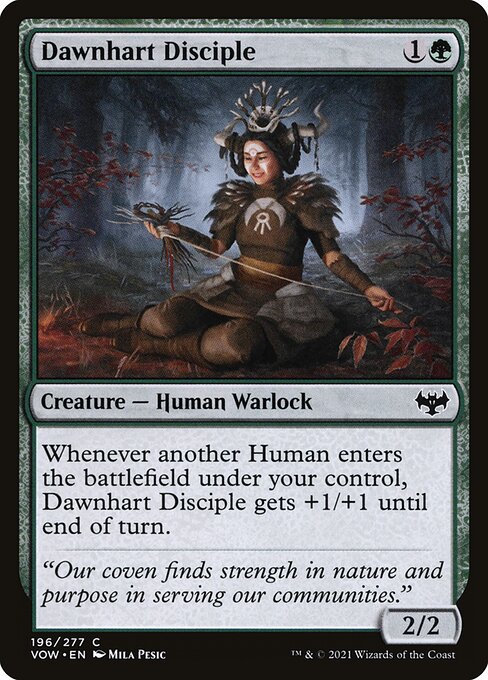 Dawnhart Disciple 1
Creature — Human Warlock
Whenever another Human enters
the battlefield under your control,
Dawnhart Disciple gets +1/+1 until
end of turn.
“Our coven finds strength in nature and
purpose in serving our communities.”
2/2
196/277 C
VOW • EN Mila Pesic
™ & © 2021 Wizards of the Coast